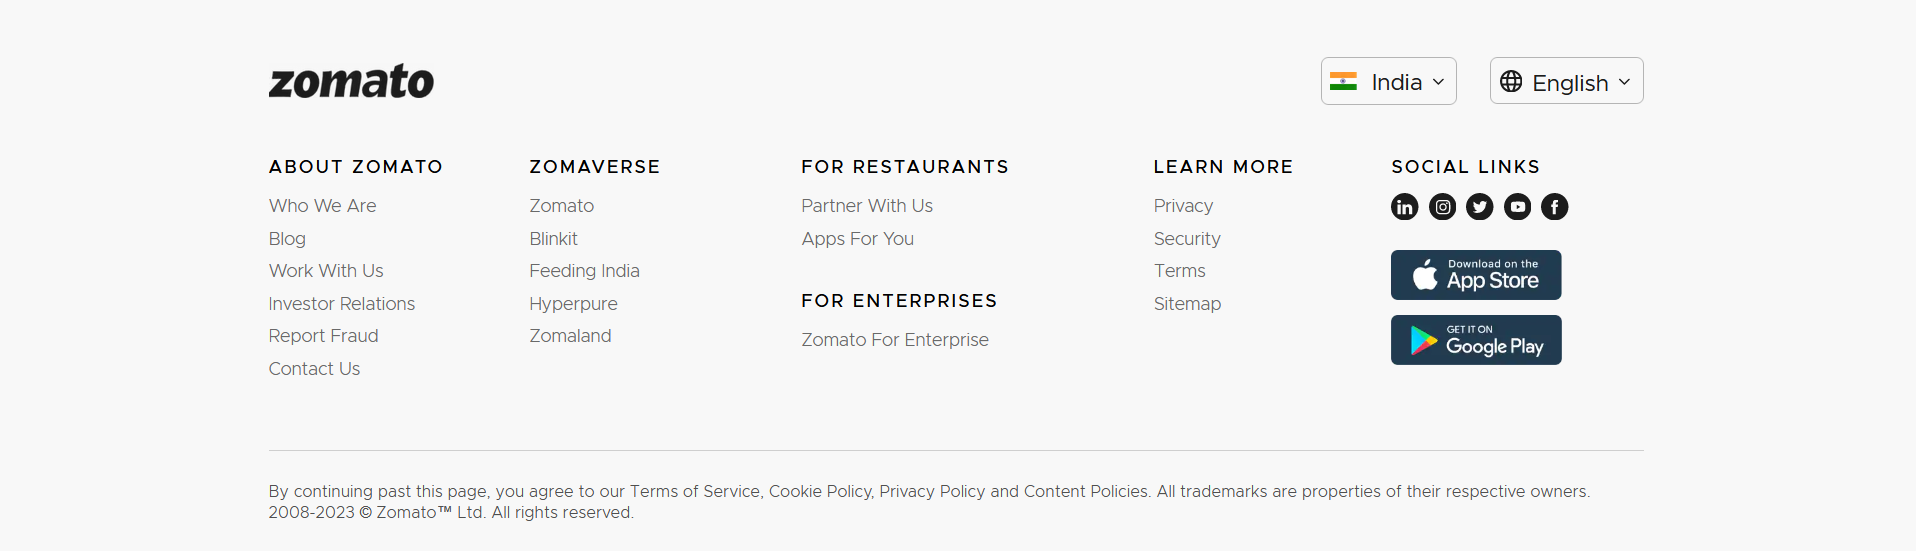 zomato
India
English
ABOUT ZOMATO
Who We Are
Blog
Work With Us
Investor Relations
Report Fraud
Contact Us
ZOMAVERSE
Zomato
Blinkit
Feeding India
Hyperpure
Zomaland
FOR RESTAURANTS
Partner With Us
Apps For You
FOR ENTERPRISES
Zomato For Enterprise
LEARN MORE
Privacy
Security
Terms
Sitemap
SOCIAL LINKS
Download on the
App Store
GET IT ON
Google Play
By continuing past this page, you agree to our Terms of Service, Cookie Policy, Privacy Policy and Content Policies. All trademarks are properties of their respective owners.
2008-2023 © Zomato™ Ltd. All rights reserved.